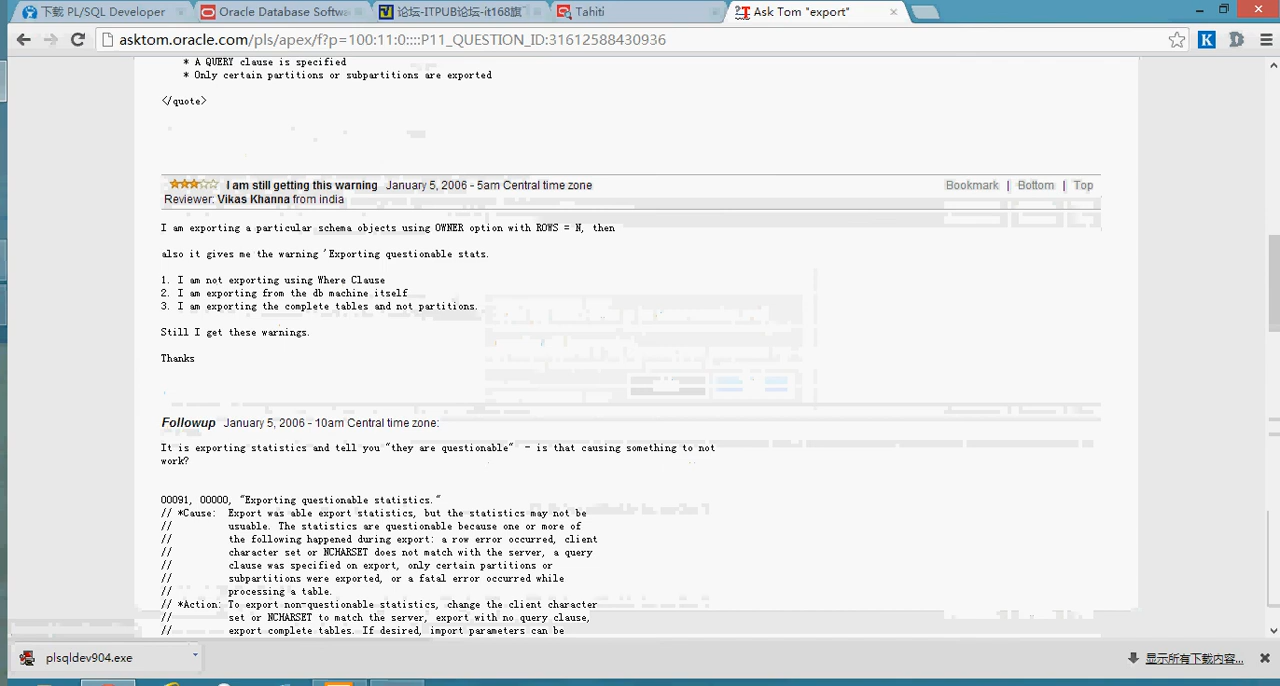 下载 PL/SQL Developer
Oracle Database Softwa
论坛-ITPUB论坛-it168旗
Tahiti
Ask Tom "export"
asktom.oracle.com/pls/apex/f?p=100:11:0::::P11_QUESTION_ID:31612588430936
* A QUERY clause is specified
* Only certain partitions or subpartitions are exported
</quote>
I am still getting this warning January 5, 2006 - 5am Central time zone
Bookmark | Bottom | Top
Reviewer: Vikas Khanna from india
I am exporting a particular schema objects using OWNER option with ROWS = N, then
also it gives me the warning 'Exporting questionable stats.
1. I am not exporting using Where Clause
2. I am exporting from the db machine itself
3. I am exporting the complete tables and not partitions.
Still I get these warnings.
Thanks
Followup January 5, 2006 - 10am Central time zone:
It is exporting statistics and tell you "they are questionable" - is that causing something to not
work?
00091, 00000, "Exporting questionable statistics."
// *Cause: Export was able export statistics, but the statistics may not be
// usuable. The statistics are questionable because one or more of
// the following happened during export: a row error occurred, client
// character set or NCHARSET does not match with the server, a query
// clause was specified on export, only certain partitions or
// subpartitions were exported, or a fatal error occurred while
// processing a table.
// *Action: To export non-questionable statistics, change the client character
// set or NCHARSET to match the server, export with no query clause,
// export complete tables. If desired, import parameters can be
plsqldev904.exe
显示所有下载内容...